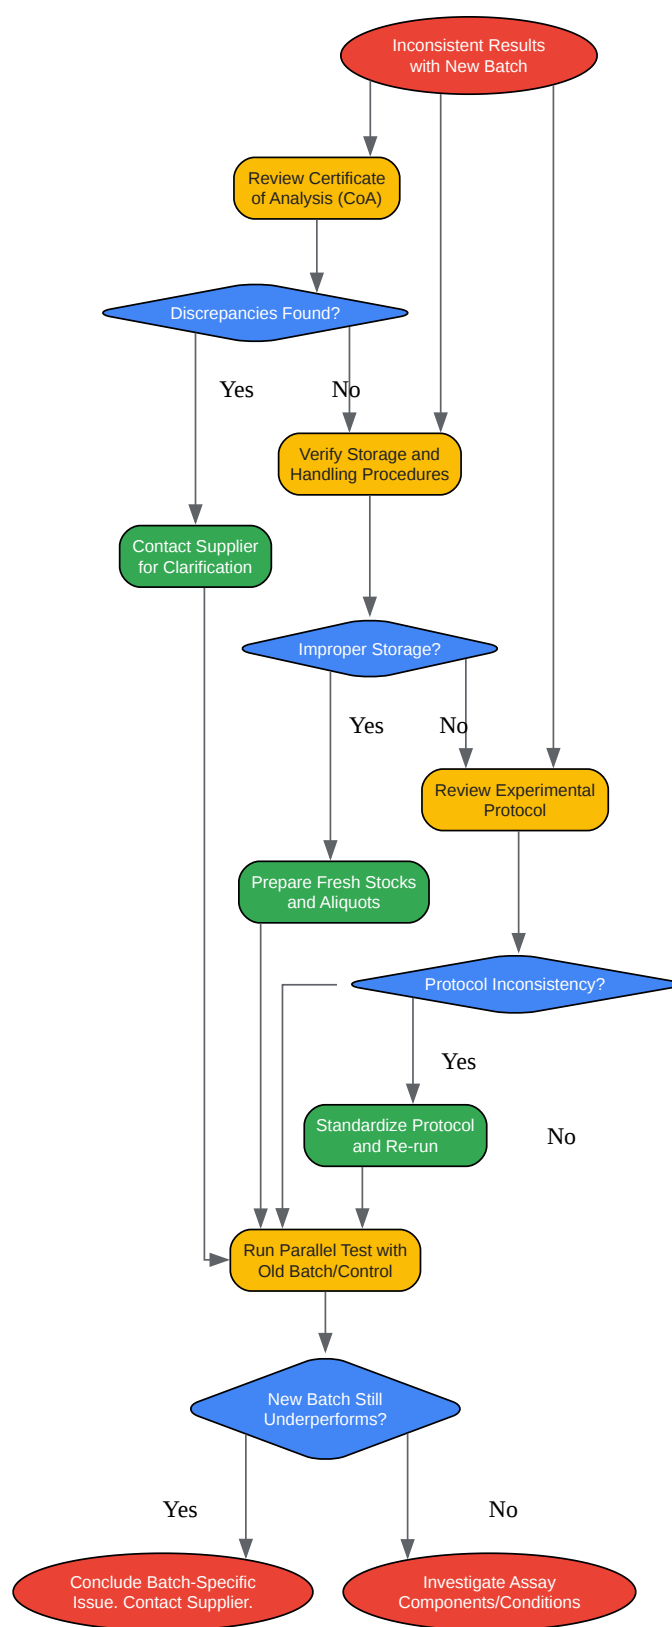 Inconsistent Results
with New Batch
Review Certificate
of Analysis (CoA)
Discrepancies Found?
Yes
No
Verify Storage and
Handling Procedures
Contact Supplier
for Clarification
Improper Storage?
Yes
No
Review Experimental
Protocol
Prepare Fresh Stocks
and Aliquots
Protocol Inconsistency?
Yes
Standardize Protocol
and Re-run
No
Run Parallel Test with
Old Batch/Control
New Batch Still
Underperforms?
Yes
No
Conclude Batch-Specific
Issue. Contact Supplier.
Investigate Assay
Components/Conditions